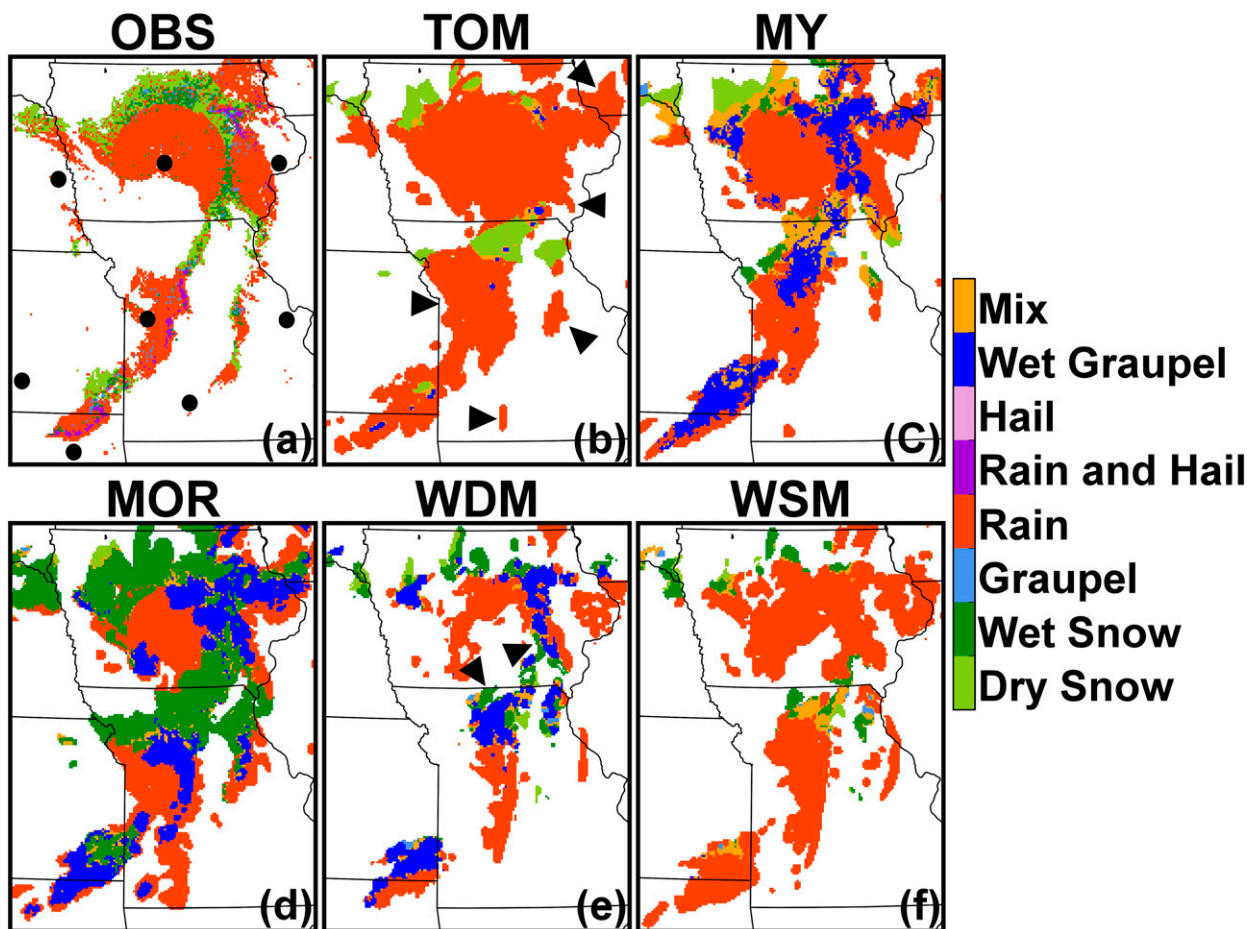 OBS
TOM
MY
(a)
(b)
(C)
Mix
Wet Graupel
Hail
Rain and Hail
Rain
Graupel
Wet Snow
Dry Snow
MOR
WDM
WSM
(d)
(e)
(f)